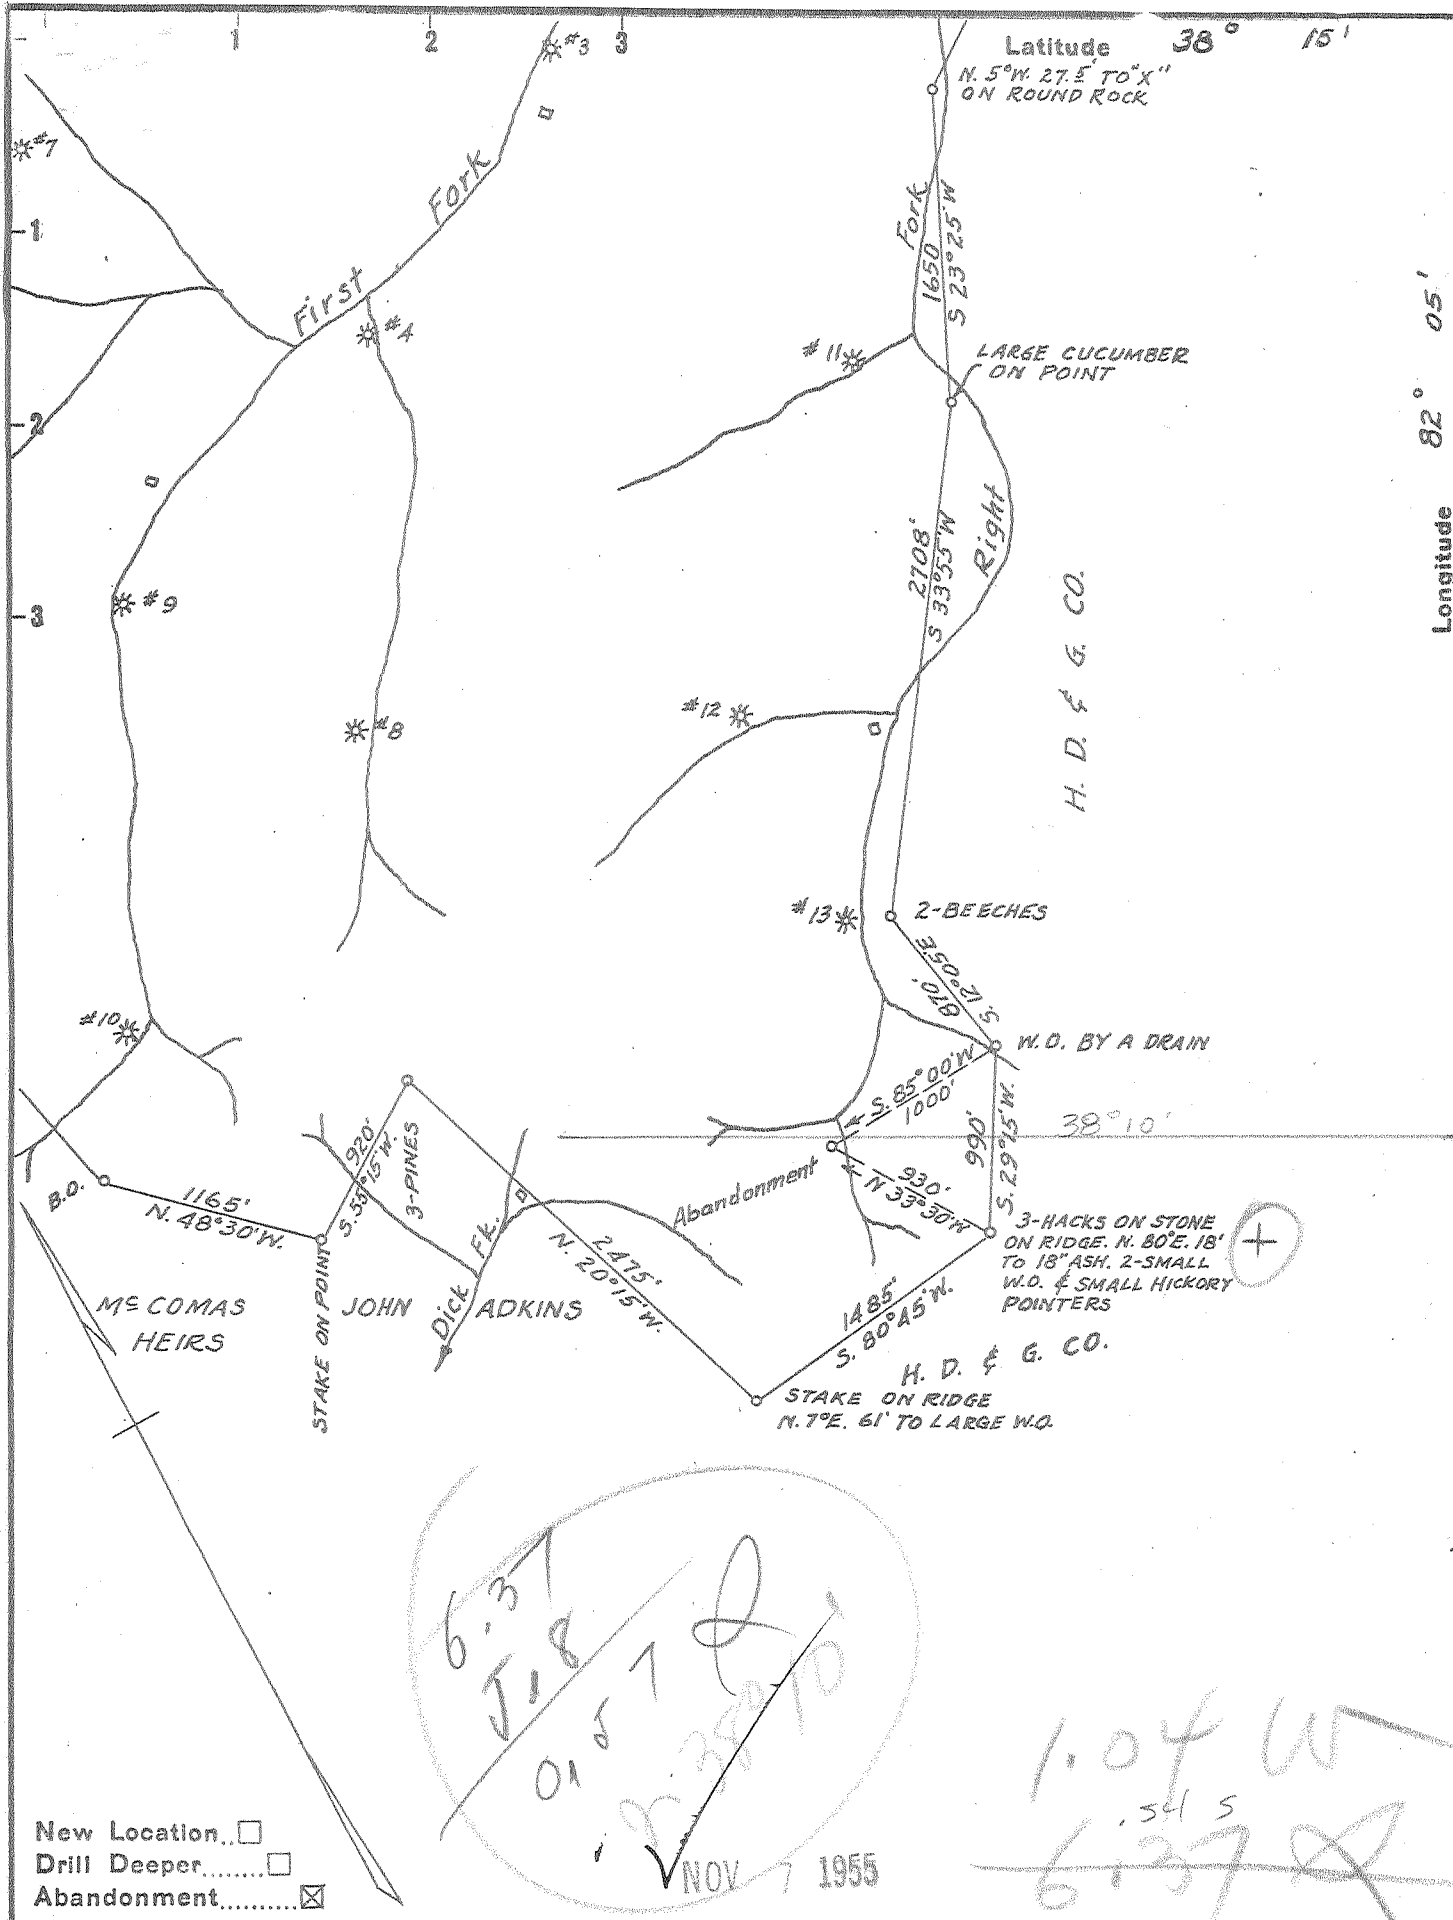 1
2
3
Latitude 38° 15'
#3
N. 5°W. 27.5' TO "X"
ON ROUND ROCK
#7
1
First Fork
Fork
1650
S 23°25'W
Longitude 82° 05'
#4
#11
LARGE CUCUMBER
ON POINT
2
Right
2708'
S 33°55'W
#9
3
H. D. & G. CO.
#12
#8
#13
2-BEECHES
S. 12°05'E
870'
#10
W.O. BY A DRAIN
S. 85°00'W
1000'
38°10'
990'
S. 29°15'W.
920'
S. 55°15'W.
3-PINES
B.O.
1165'
N. 48°30'W.
Abandonment
930'
N 33°30'W
3-HACKS ON STONE
ON RIDGE. N. 80°E. 18'
TO 18" ASH. 2-SMALL
W.O. & SMALL HICKORY
POINTERS
+
2475'
N. 20°15'W.
Dick Fk.
McCOMAS
HEIRS
STAKE ON POINT
JOHN ADKINS
1485'
S. 80°45'W.
H. D. & G. CO.
STAKE ON RIDGE
N. 7°E. 61' TO LARGE W.O.
6.37
38°10'
1.04 W
.54 S
6.37
New Location..
Drill Deeper........
Abandonment..........
NOV 7 1955